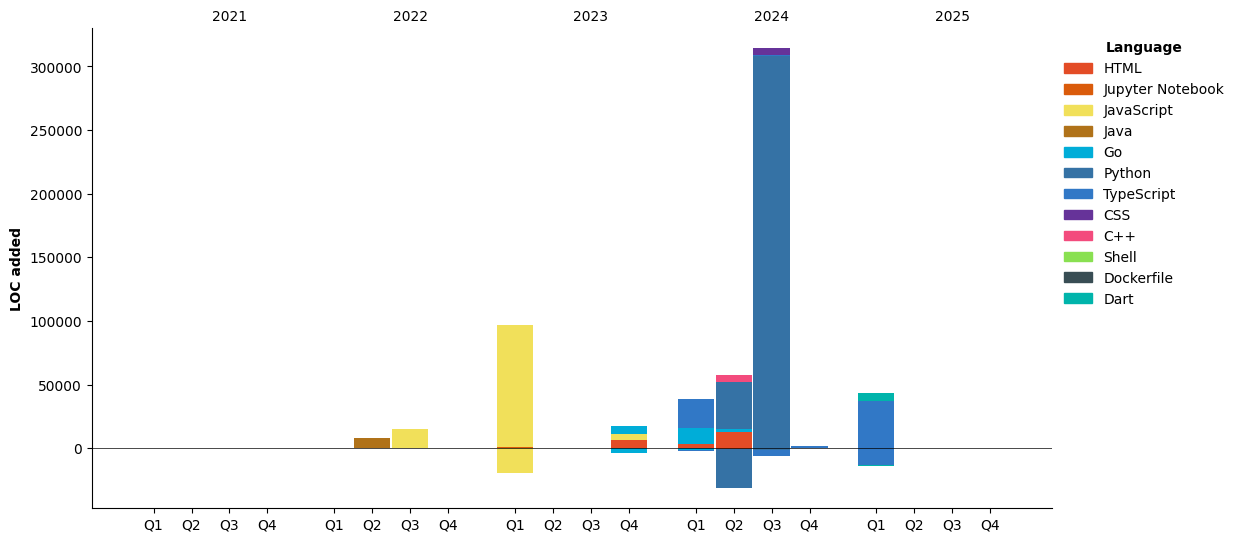 2021 2022 2023 2024 2025
300000
250000
200000
150000
100000
50000
0
LOC added
Q1 Q2 Q3 Q4 Q1 Q2 Q3 Q4 Q1 Q2 Q3 Q4 Q1 Q2 Q3 Q4 Q1 Q2 Q3 Q4
Language
HTML
Jupyter Notebook
JavaScript
Java
Go
Python
TypeScript
CSS
C++
Shell
Dockerfile
Dart